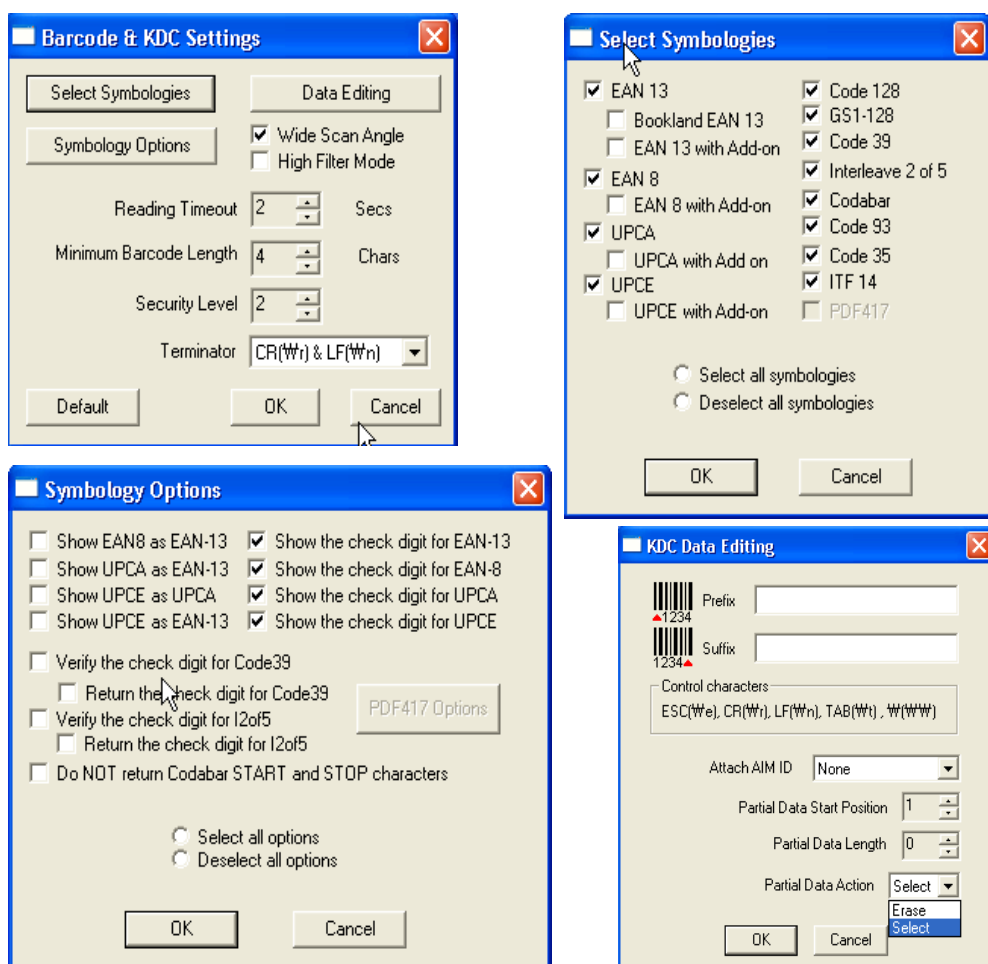 Barcode & KDC Settings
Select Symbologies
Data Editing
Symbology Options
Wide Scan Angle
High Filter Mode
Reading Timeout 2 Secs
Minimum Barcode Length 4 Chars
Security Level 2
Terminator CR(₩r) & LF(₩n)
Default OK Cancel
Select Symbologies
EAN 13
Bookland EAN 13
EAN 13 with Add-on
EAN 8
EAN 8 with Add-on
UPCA
UPCA with Add on
UPCE
UPCE with Add-on
Code 128
GS1-128
Code 39
Interleave 2 of 5
Codabar
Code 93
Code 35
ITF 14
PDF417
Select all symbologies
Deselect all symbologies
OK Cancel
Symbology Options
Show EAN8 as EAN-13
Show UPCA as EAN-13
Show UPCE as UPCA
Show UPCE as EAN-13
Show the check digit for EAN-13
Show the check digit for EAN-8
Show the check digit for UPCA
Show the check digit for UPCE
Verify the check digit for Code39
Return the check digit for Code39
Verify the check digit for I2of5
Return the check digit for I2of5
PDF417 Options
Do NOT return Codabar START and STOP characters
Select all options
Deselect all options
OK Cancel
KDC Data Editing
1234 Prefix
1234 Suffix
Control characters
ESC(₩e), CR(₩r), LF(₩n), TAB(₩t) , ₩(₩₩)
Attach AIM ID None
Partial Data Start Position 1
Partial Data Length 0
Partial Data Action Select
Erase
Select
OK Cancel